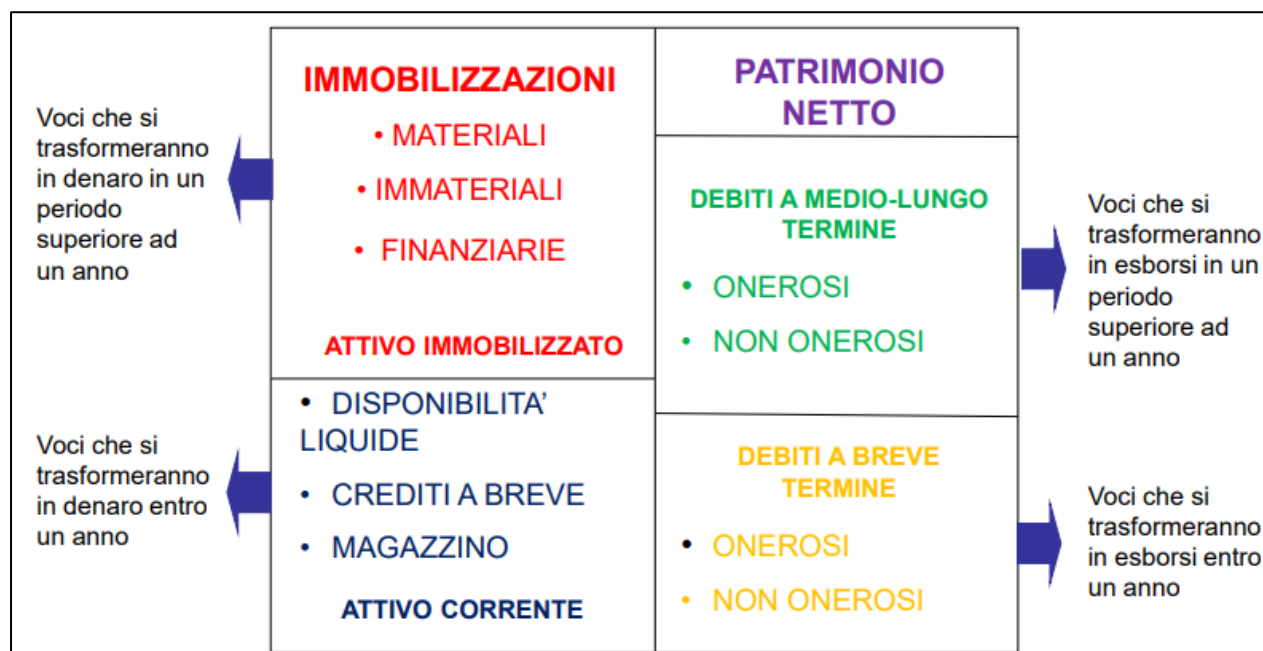 Voci che si
trasformeranno
in denaro in un
periodo
superiore ad
un anno
IMMOBILIZZAZIONI
• MATERIALI
• IMMATERIALI
• FINANZIARIE
ATTIVO IMMOBILIZZATO
PATRIMONIO
NETTO
DEBITI A MEDIO-LUNGO
TERMINE
• ONEROSI
• NON ONEROSI
Voci che si
trasformeranno
in esborsi in un
periodo
superiore ad
un anno
Voci che si
trasformeranno
in denaro entro
un anno
• DISPONIBILITA’
LIQUIDE
• CREDITI A BREVE
• MAGAZZINO
ATTIVO CORRENTE
DEBITI A BREVE
TERMINE
• ONEROSI
• NON ONEROSI
Voci che si
trasformeranno
in esborsi entro
un anno